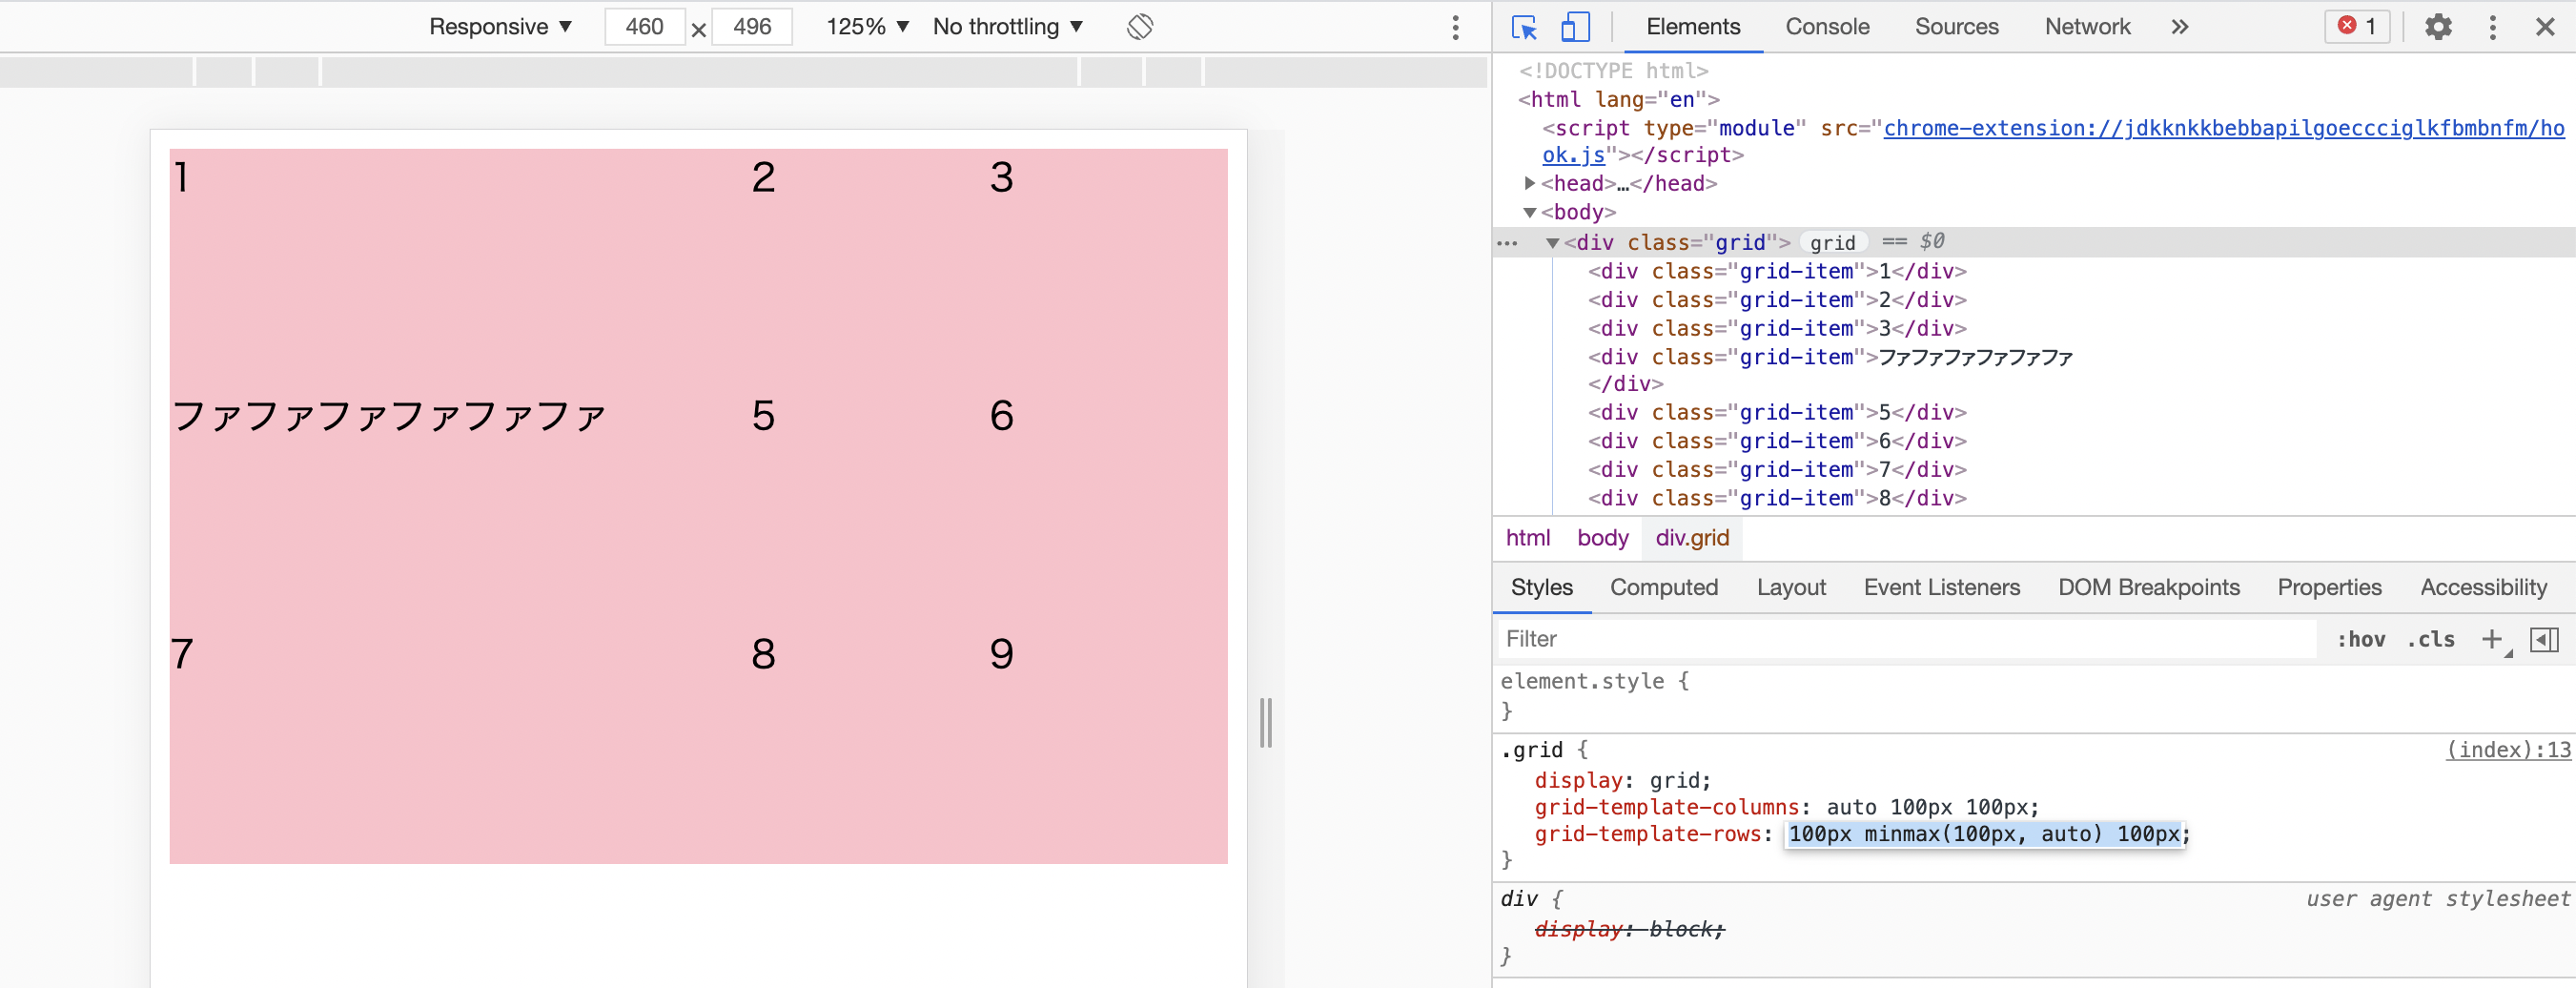 Responsive ▼ 460 × 496 125% ▼ No throttling ▼
1 2 3
ファファファファファファ 5 6
7 8 9
Elements Console Sources Network » 1
<!DOCTYPE html>
<html lang="en">
<script type="module" src="chrome-extension://jdkknkkbebbapilgoeccciglkfbmbnfm/ho
ok.js"></script>
▶<head>…</head>
▼<body>
… ▼<div class="grid"> grid == $0
<div class="grid-item">1</div>
<div class="grid-item">2</div>
<div class="grid-item">3</div>
<div class="grid-item">ファファファファファファ
</div>
<div class="grid-item">5</div>
<div class="grid-item">6</div>
<div class="grid-item">7</div>
<div class="grid-item">8</div>
html body div.grid
Styles Computed Layout Event Listeners DOM Breakpoints Properties Accessibility
Filter :hov .cls +
element.style {
}
.grid { (index):13
display: grid;
grid-template-columns: auto 100px 100px;
grid-template-rows: 100px minmax(100px, auto) 100px;
}
div { user agent stylesheet
display: block;
}